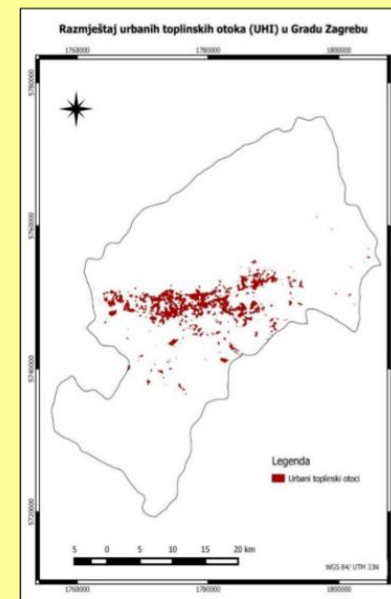 Razmještaj urbanih toplinskih otoka (UHI) u Gradu Zagrebu
1760000 1780000 1800000
5780000
5760000
5740000
5720000
Legenda
Urbani toplinski otoci
5 0 5 10 15 20 km
WGS 84/ UTM 33N
1760000 1780000 1800000